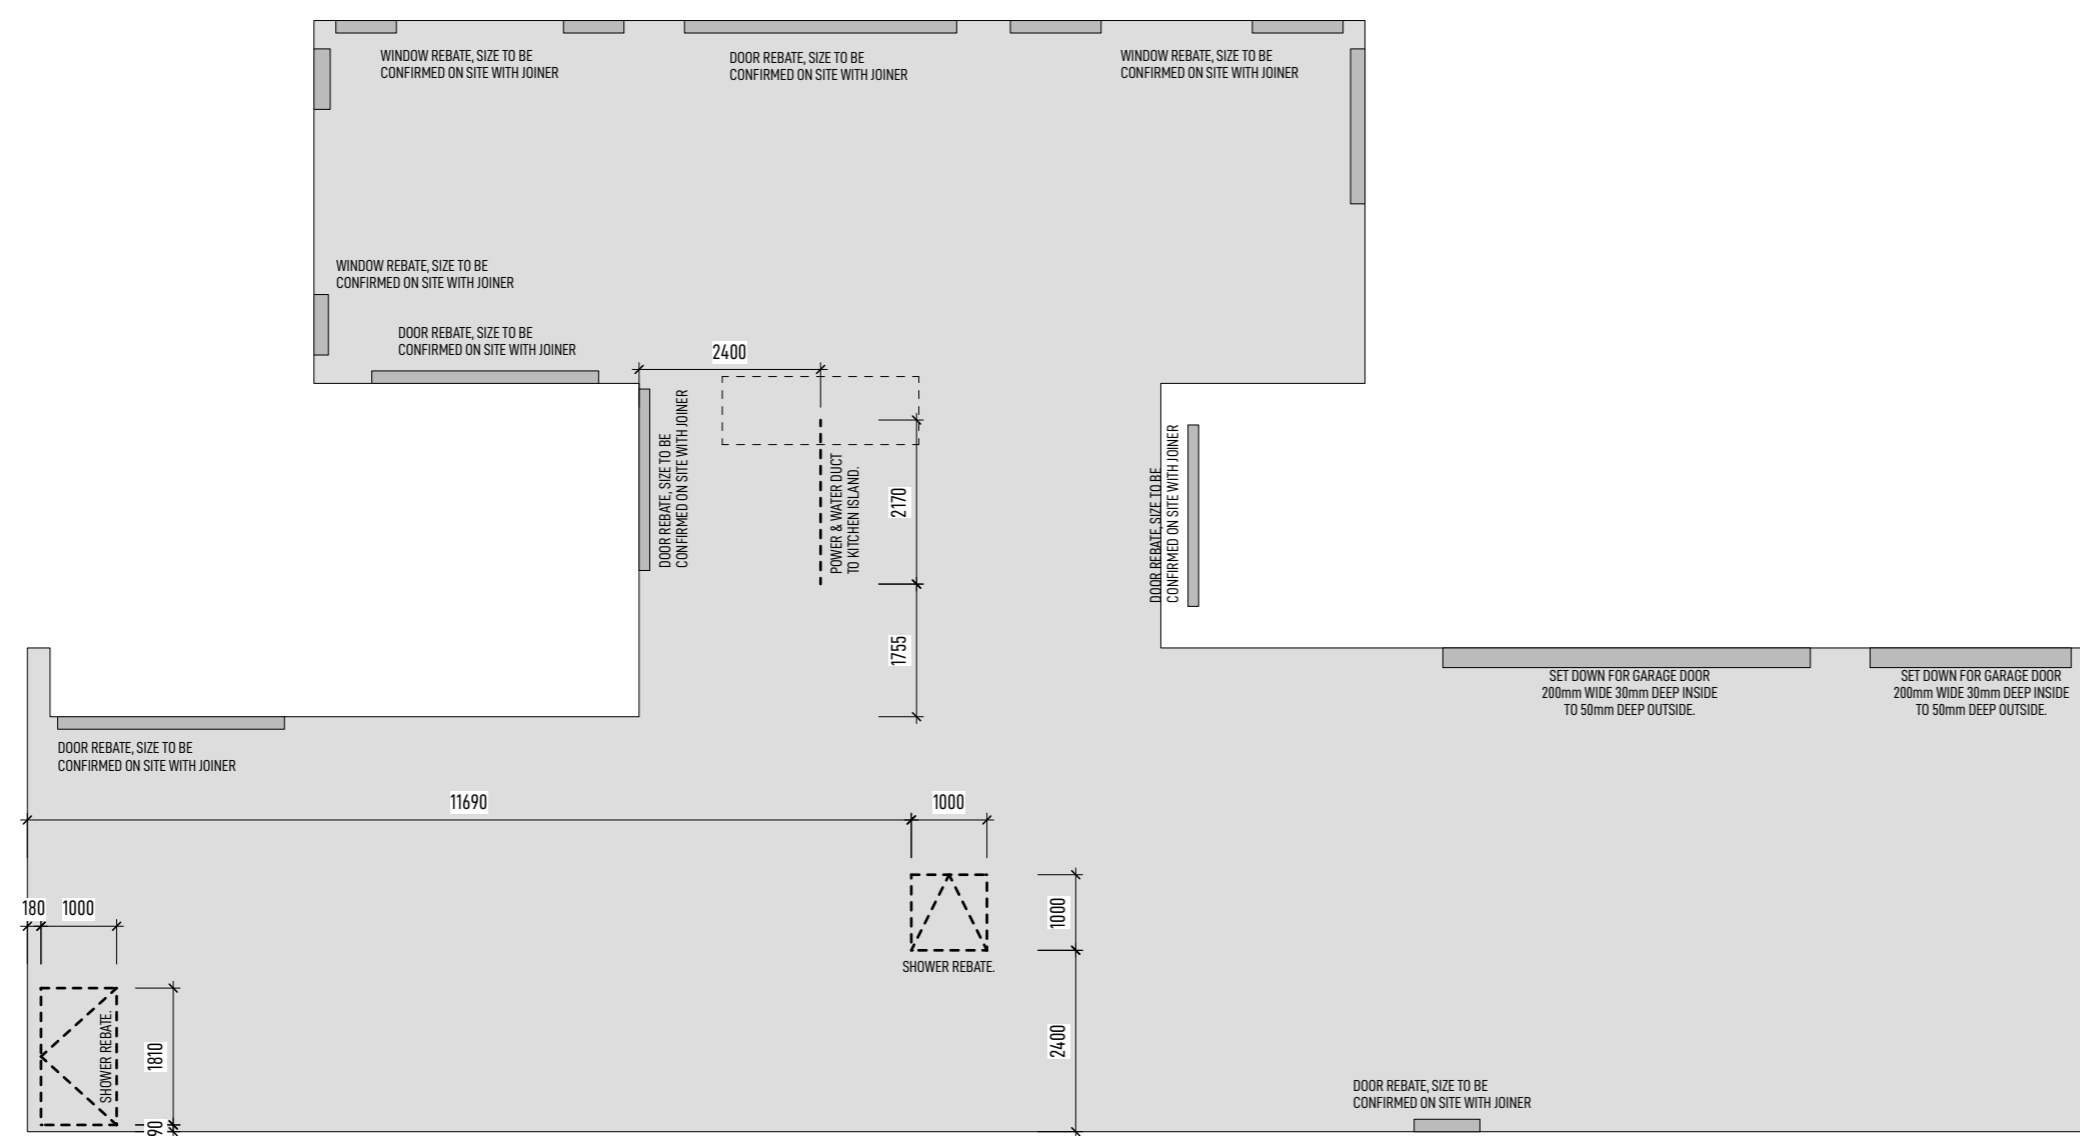 WINDOW REBATE, SIZE TO BE
CONFIRMED ON SITE WITH JOINER
DOOR REBATE, SIZE TO BE
CONFIRMED ON SITE WITH JOINER
WINDOW REBATE, SIZE TO BE
CONFIRMED ON SITE WITH JOINER
WINDOW REBATE, SIZE TO BE
CONFIRMED ON SITE WITH JOINER
DOOR REBATE, SIZE TO BE
CONFIRMED ON SITE WITH JOINER
2400
DOOR REBATE, SIZE TO BE
CONFIRMED ON SITE WITH JOINER
POWER & WATER DUCT
TO KITCHEN ISLAND.
2170
1755
DOOR REBATE, SIZE TO BE
CONFIRMED ON SITE WITH JOINER
SET DOWN FOR GARAGE DOOR
200mm WIDE 30mm DEEP INSIDE
TO 50mm DEEP OUTSIDE.
SET DOWN FOR GARAGE DOOR
200mm WIDE 30mm DEEP INSIDE
TO 50mm DEEP OUTSIDE.
DOOR REBATE, SIZE TO BE
CONFIRMED ON SITE WITH JOINER
11690
1000
180
1000
1000
SHOWER REBATE.
2400
SHOWER REBATE.
1810
90
DOOR REBATE, SIZE TO BE
CONFIRMED ON SITE WITH JOINER